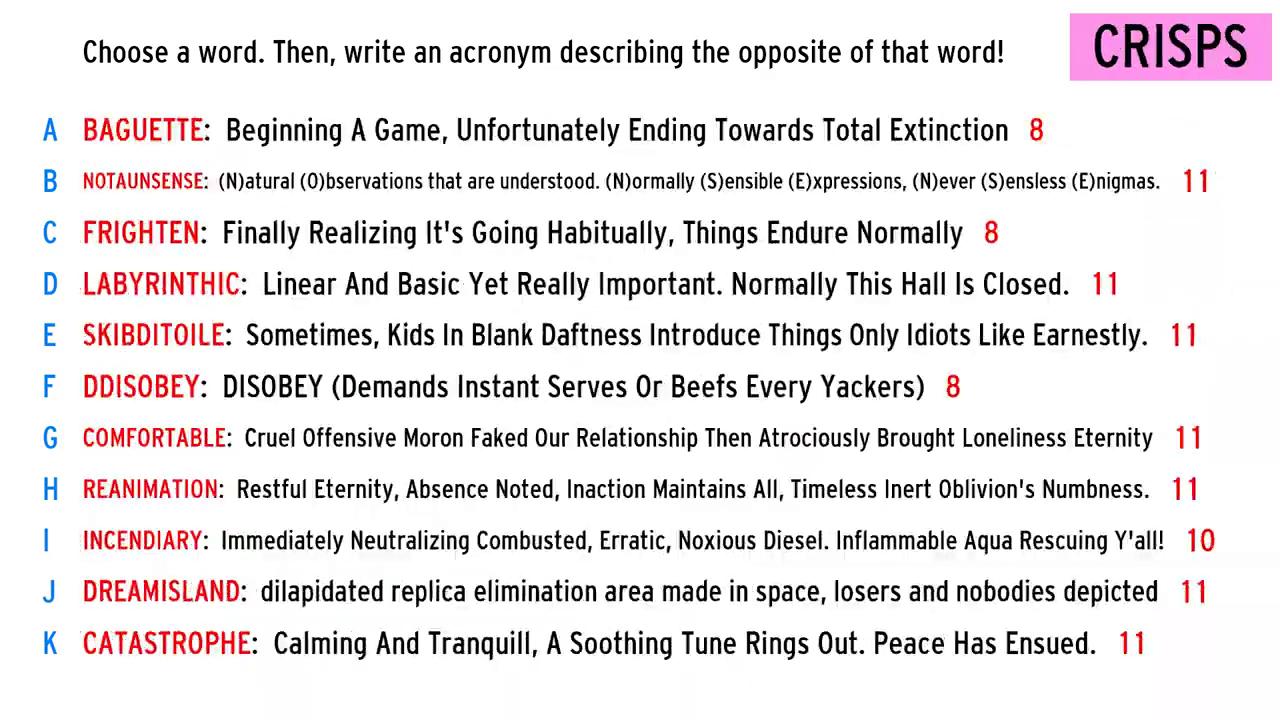 Choose a word. Then, write an acronym describing the opposite of that word!
CRISPS
A BAGUETTE: Beginning A Game, Unfortunately Ending Towards Total Extinction 8
B NOTAUNSENSE: (N)atural (O)bservations that are understood. (N)ormally (S)ensible (E)xpressions, (N)ever (S)ensless (E)nigmas. 11
C FRIGHTEN: Finally Realizing It's Going Habitually, Things Endure Normally 8
D LABYRINTHIC: Linear And Basic Yet Really Important. Normally This Hall Is Closed. 11
E SKIBDITOILE: Sometimes, Kids In Blank Daftness Introduce Things Only Idiots Like Earnestly. 11
F DDISOBEY: DISOBEY (Demands Instant Serves Or Beefs Every Yackers) 8
G COMFORTABLE: Cruel Offensive Moron Faked Our Relationship Then Atrociously Brought Loneliness Eternity 11
H REANIMATION: Restful Eternity, Absence Noted, Inaction Maintains All, Timeless Inert Oblivion's Numbness. 11
I INCENDIARY: Immediately Neutralizing Combusted, Erratic, Noxious Diesel. Inflammable Aqua Rescuing Y'all! 10
J DREAMISLAND: dilapidated replica elimination area made in space, losers and nobodies depicted 11
K CATASTROPHE: Calming And Tranquill, A Soothing Tune Rings Out. Peace Has Ensued. 11